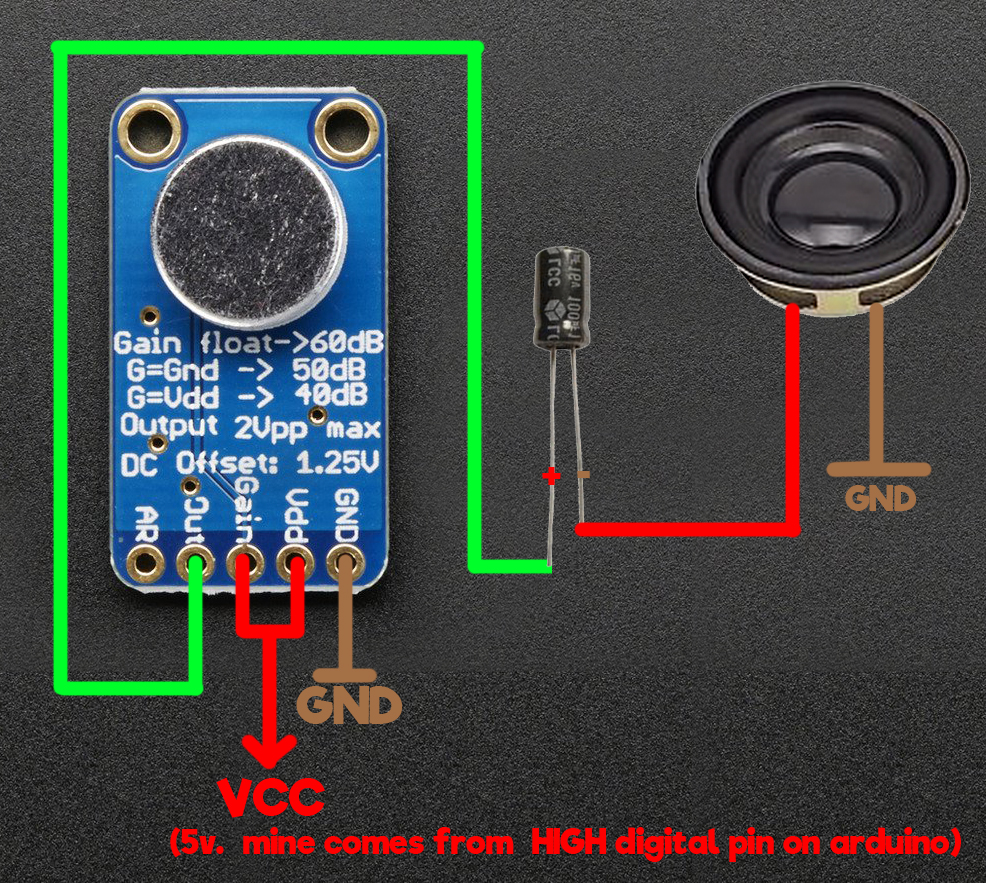 Gain float->60dB
G=Gnd -> 50dB
G=Vdd -> 40dB
Output 2Vpp max
DC Offset: 1.25V
AR
Out
Gain
Vdd
GND
+
-
GND
GND
VCC
(5v. mine comes from HIGH digital pin on arduino)